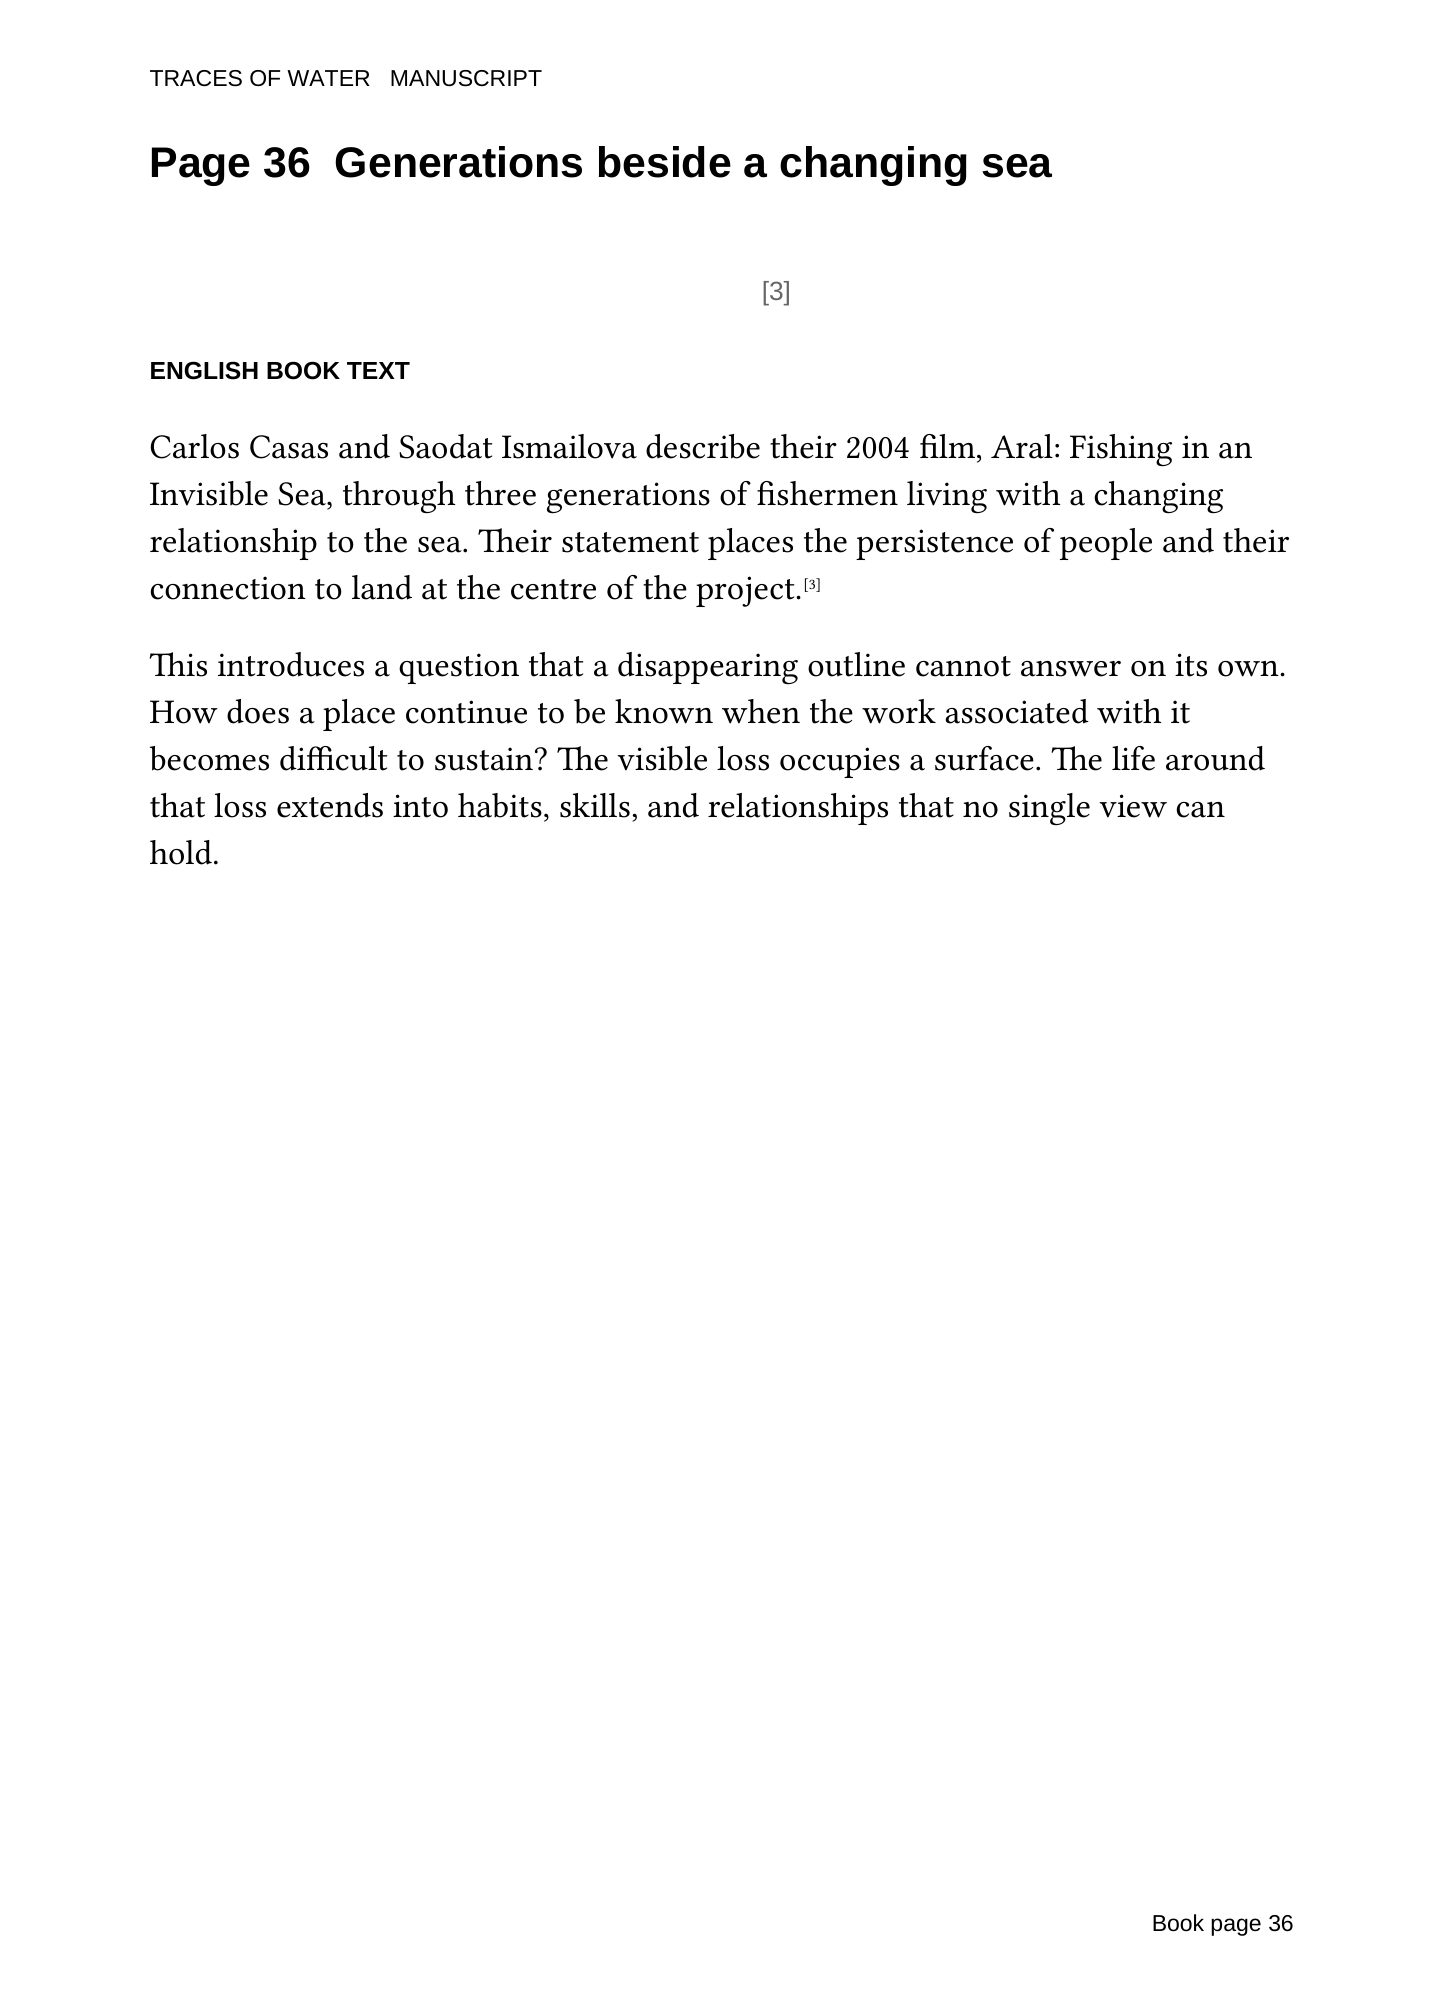 TRACES OF WATER MANUSCRIPT
Page 36 Generations beside a changing sea
[3]
ENGLISH BOOK TEXT
Carlos Casas and Saodat Ismailova describe their 2004 film, Aral: Fishing in an
Invisible Sea, through three generations of fishermen living with a changing
relationship to the sea. Their statement places the persistence of people and their
connection to land at the centre of the project.[3]
This introduces a question that a disappearing outline cannot answer on its own.
How does a place continue to be known when the work associated with it
becomes difficult to sustain? The visible loss occupies a surface. The life around
that loss extends into habits, skills, and relationships that no single view can
hold.
Book page 36